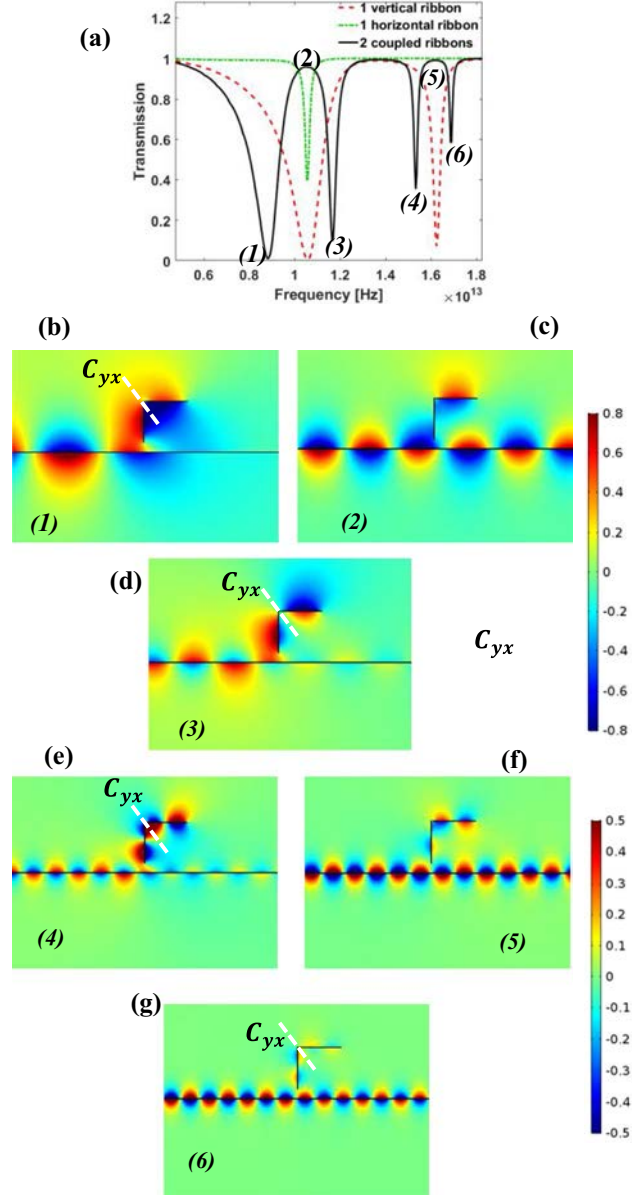 (a)
1 vertical ribbon
1 horizontal ribbon
2 coupled ribbons
Transmission
1.2
1
0.8
0.6
0.4
0.2
0
(1)
(2)
(3)
(4)
(5)
(6)
0.6 0.8 1 1.2 1.4 1.6 1.8
Frequency [Hz]
× 10^13
(b)
(c)
C_yx
(1)
(2)
0.8
0.6
0.4
0.2
0
-0.2
-0.4
-0.6
-0.8
(d)
C_yx
(3)
C_yx
(e)
(f)
C_yx
(4)
(5)
0.5
0.4
0.3
0.2
0.1
0
-0.1
-0.2
-0.3
-0.4
-0.5
(g)
C_yx
(6)